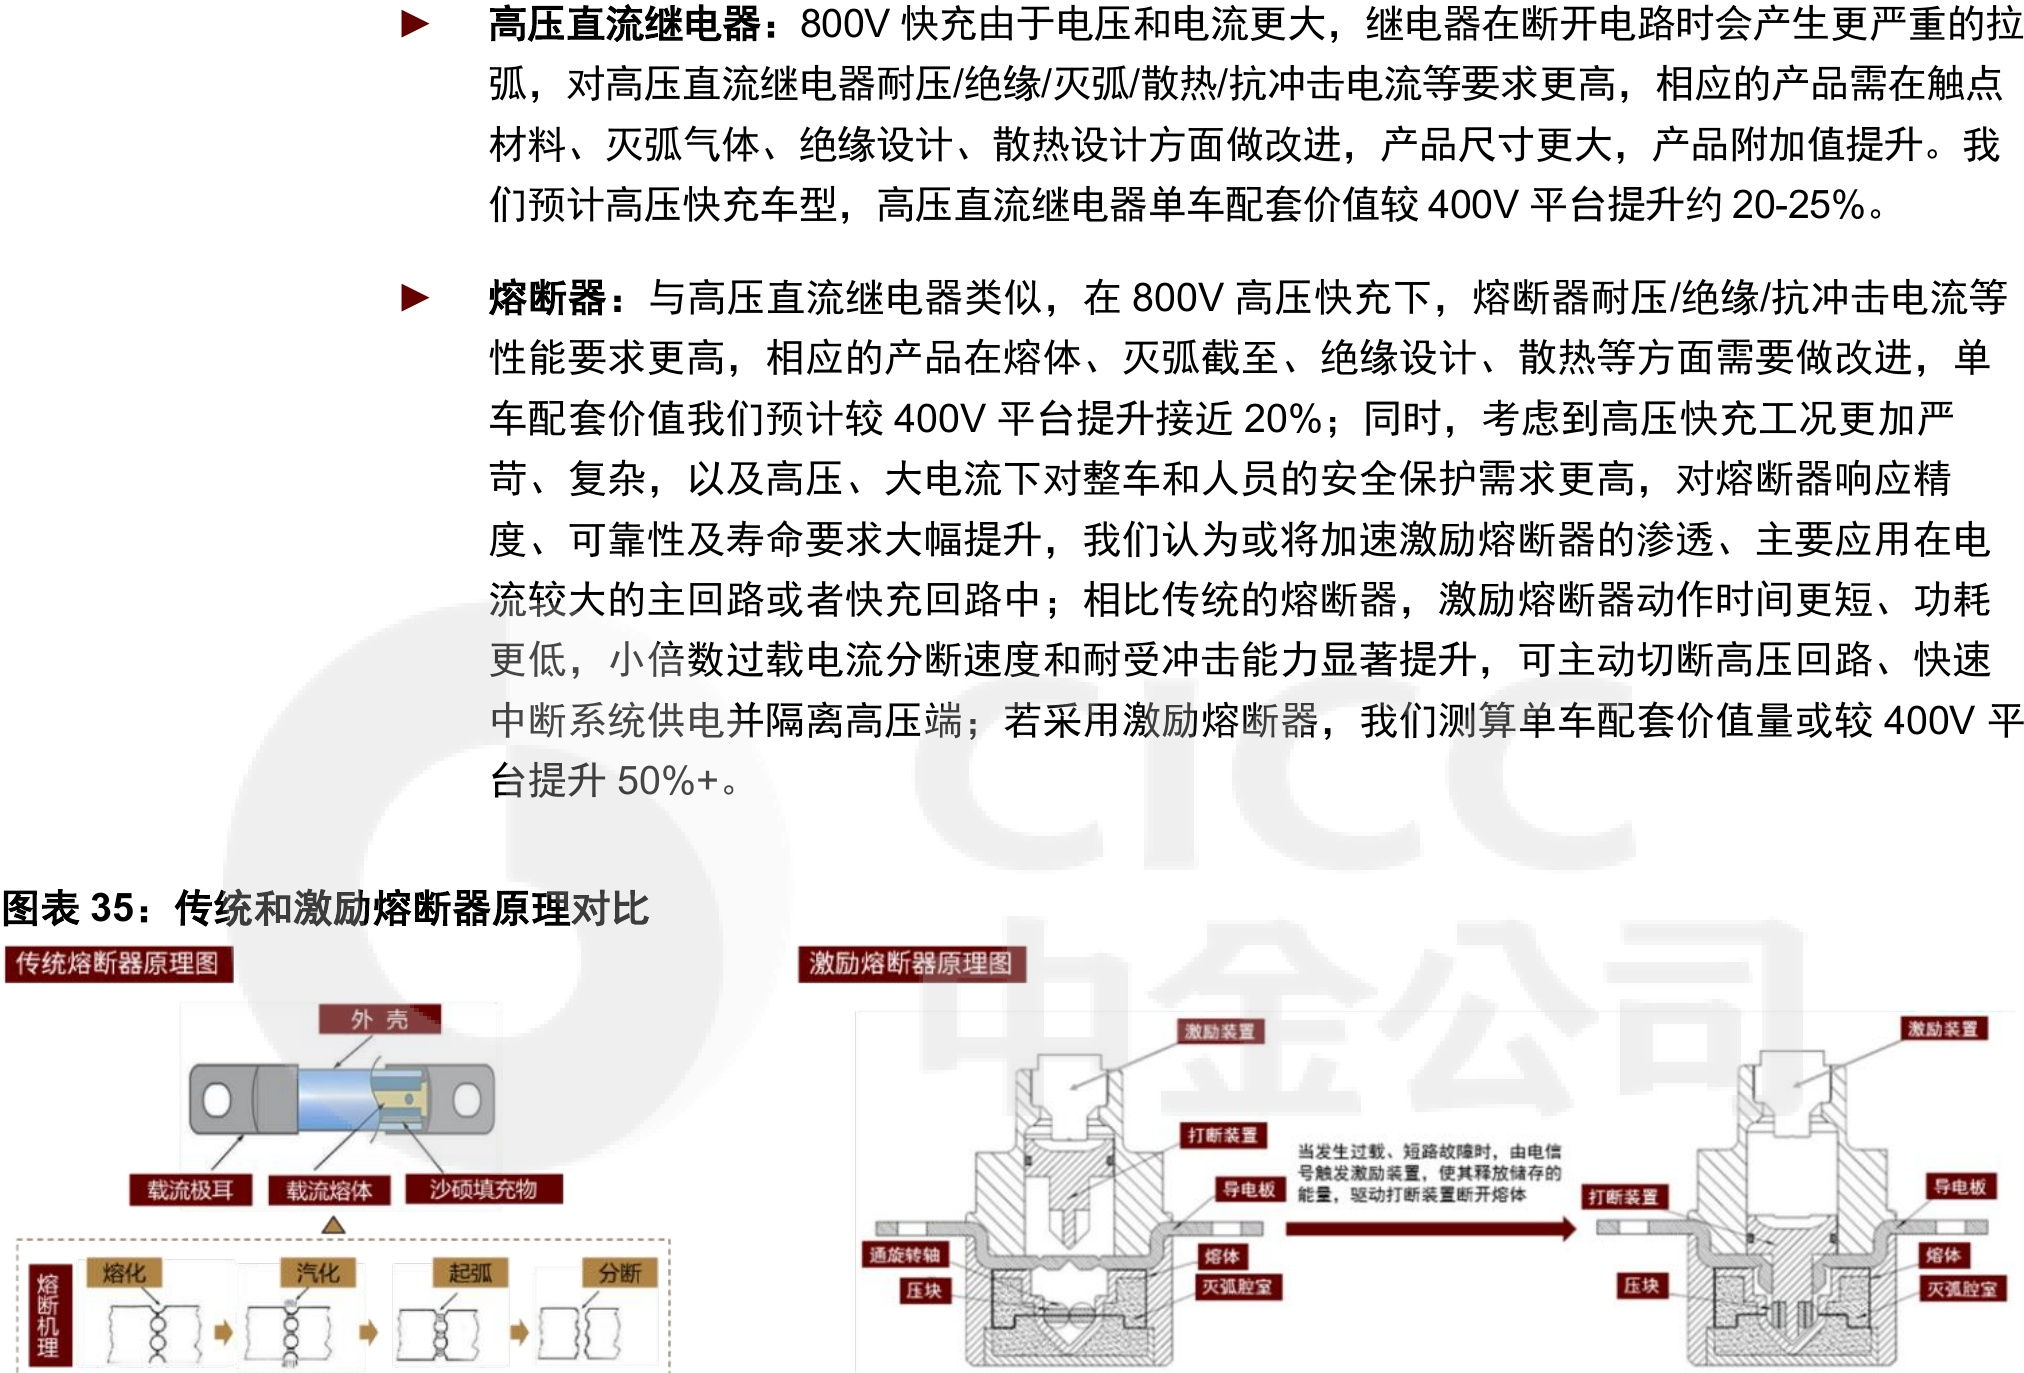 高压直流继电器：800V 快充由于电压和电流更大，继电器在断开电路时会产生更严重的拉
弧，对高压直流继电器耐压/绝缘/灭弧/散热/抗冲击电流等要求更高，相应的产品需在触点
材料、灭弧气体、绝缘设计、散热设计方面做改进，产品尺寸更大，产品附加值提升。我
们预计高压快充车型，高压直流继电器单车配套价值较 400V 平台提升约 20-25%。
熔断器：与高压直流继电器类似，在 800V 高压快充下，熔断器耐压/绝缘/抗冲击电流等
性能要求更高，相应的产品在熔体、灭弧截至、绝缘设计、散热等方面需要做改进，单
车配套价值我们预计较 400V 平台提升接近 20%；同时，考虑到高压快充工况更加严
苛、复杂，以及高压、大电流下对整车和人员的安全保护需求更高，对熔断器响应精
度、可靠性及寿命要求大幅提升，我们认为或将加速激励熔断器的渗透、主要应用在电
流较大的主回路或者快充回路中；相比传统的熔断器，激励熔断器动作时间更短、功耗
更低，小倍数过载电流分断速度和耐受冲击能力显著提升，可主动切断高压回路、快速
中断系统供电并隔离高压端；若采用激励熔断器，我们测算单车配套价值量或较 400V 平
台提升 50%+。
CICC
中金公司
图表 35：传统和激励熔断器原理对比
传统熔断器原理图
外 壳
载流极耳
载流熔体
沙硕填充物
熔断机理
熔化
汽化
起弧
分断
激励熔断器原理图
激励装置
打断装置
导电板
通旋转轴
熔体
压块
灭弧腔室
当发生过载、短路故障时，由电信
号触发激励装置，使其释放储存的
能量，驱动打断装置断开熔体
激励装置
打断装置
导电板
熔体
压块
灭弧腔室